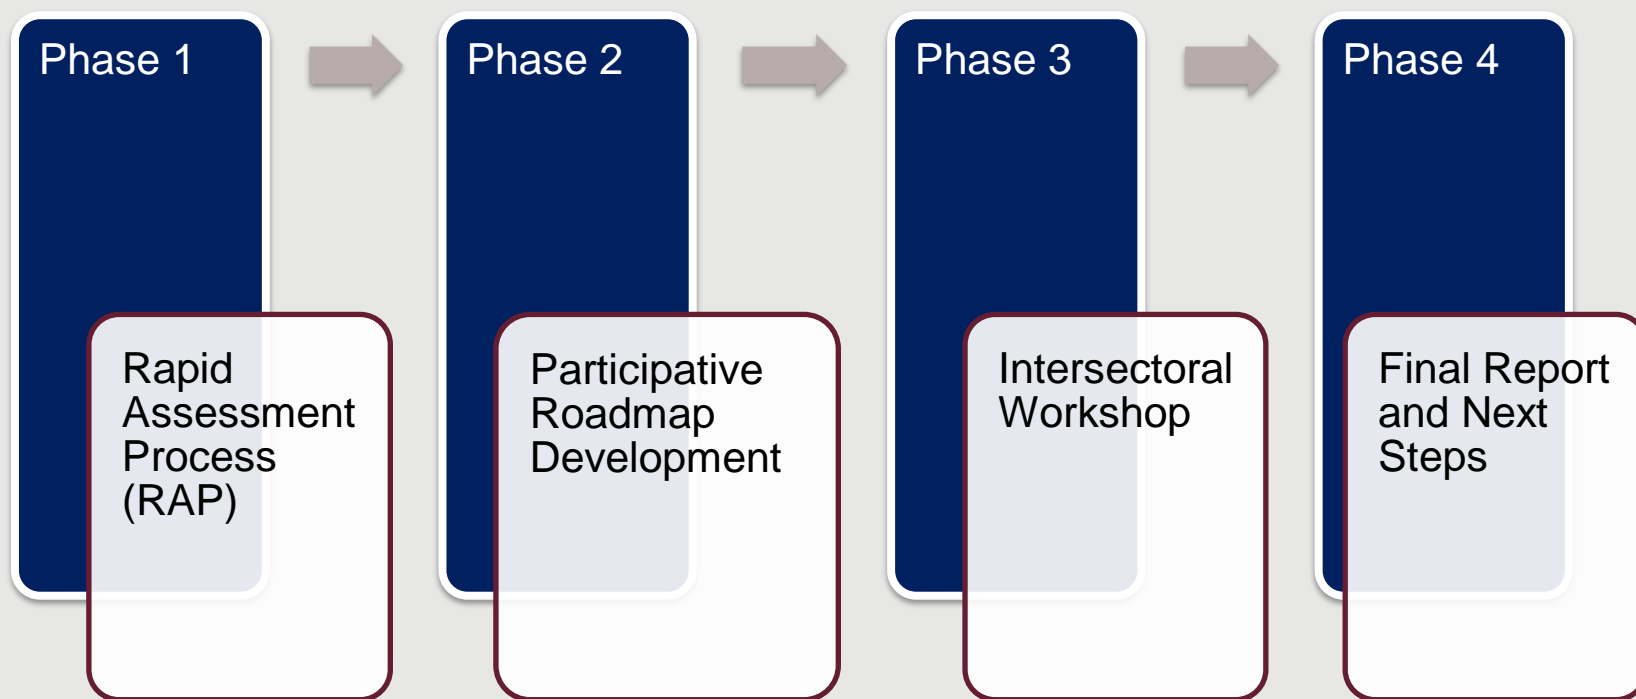 Phase 1
Rapid
Assessment
Process
(RAP)
Phase 2
Participative
Roadmap
Development
Phase 3
Intersectoral
Workshop
Phase 4
Final Report
and Next
Steps